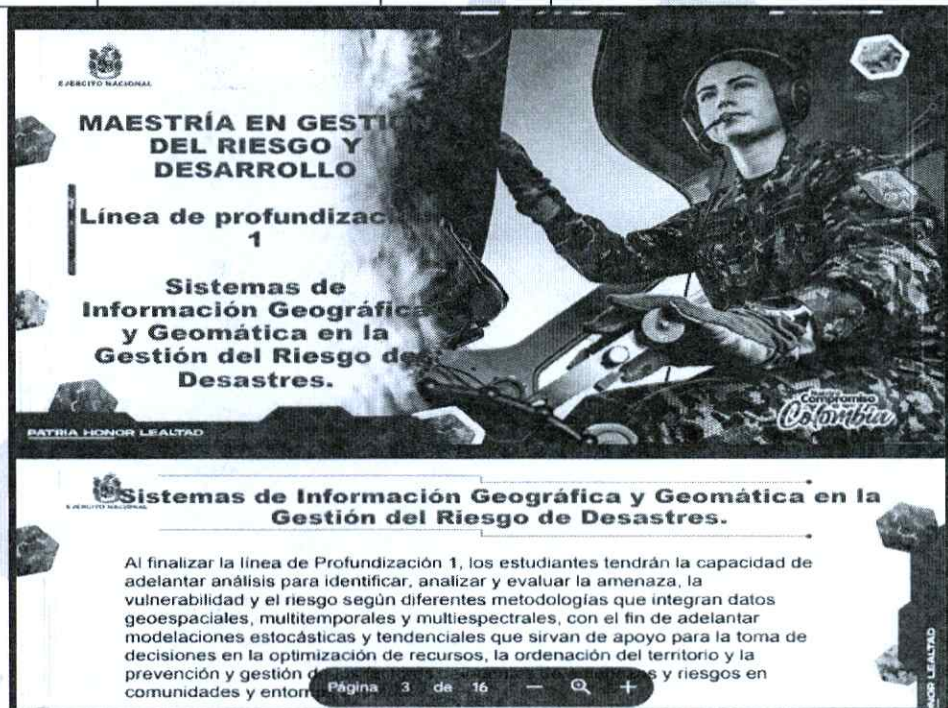 EJERCITO NACIONAL
MAESTRÍA EN GESTI
DEL RIESGO Y
DESARROLLO
Línea de profundizac
1
Sistemas de
Información Geográfica
y Geomática en la
Gestión del Riesgo de
Desastres.
PATRIA HONOR LEALTAD
Nuestro
Compromiso
Colombia
EJERCITO NACIONAL
Sistemas de Información Geográfica y Geomática en la
Gestión del Riesgo de Desastres.
Al finalizar la línea de Profundización 1, los estudiantes tendrán la capacidad de
adelantar análisis para identificar, analizar y evaluar la amenaza, la
vulnerabilidad y el riesgo según diferentes metodologías que integran datos
geoespaciales, multitemporales y multiespectrales, con el fin de adelantar
modelaciones estocásticas y tendenciales que sirvan de apoyo para la toma de
decisiones en la optimización de recursos, la ordenación del territorio y la
prevención y gestión d s y riesgos en
comunidades y entorn
Página 3 de 16 — +
NOR LEALTAD